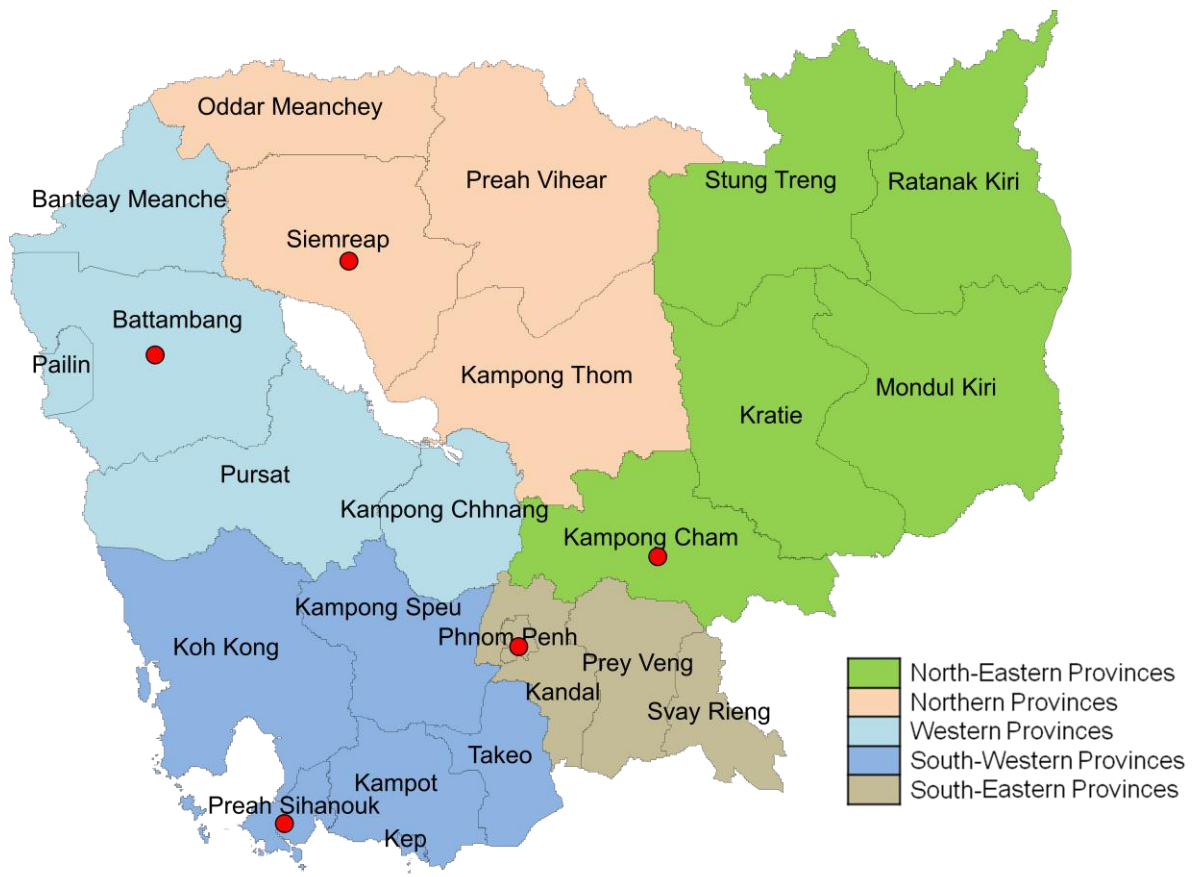 Oddar Meanchey
Preah Vihear
Stung Treng
Ratanak Kiri
Banteay Meanche
Siemreap
Battambang
Pailin
Kampong Thom
Kratie
Mondul Kiri
Pursat
Kampong Chhnang
Kampong Cham
Kampong Speu
Koh Kong
Phnom Penh
Prey Veng
Kandal
Svay Rieng
Takeo
Kampot
Preah Sihanouk
Kep
North-Eastern Provinces
Northern Provinces
Western Provinces
South-Western Provinces
South-Eastern Provinces